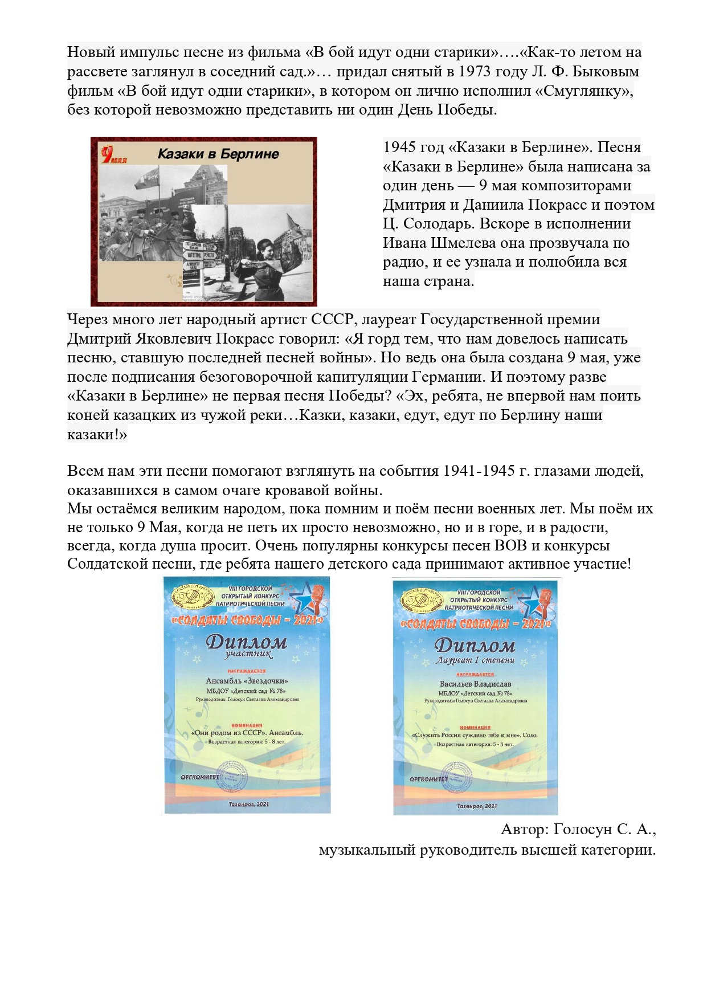 Новый импульс песне из фильма «В бой идут одни старики»….«Как-то летом на
рассвете заглянул в соседний сад.»… придал снятый в 1973 году Л. Ф. Быковым
фильм «В бой идут одни старики», в котором он лично исполнил «Смуглянку»,
без которой невозможно представить ни один День Победы.
9 МАЯ
Казаки в Берлине
1945 год «Казаки в Берлине». Песня
«Казаки в Берлине» была написана за
один день — 9 мая композиторами
Дмитрия и Даниила Покрасс и поэтом
Ц. Солодарь. Вскоре в исполнении
Ивана Шмелева она прозвучала по
радио, и ее узнала и полюбила вся
наша страна.
Через много лет народный артист СССР, лауреат Государственной премии
Дмитрий Яковлевич Покрасс говорил: «Я горд тем, что нам довелось написать
песню, ставшую последней песней войны». Но ведь она была создана 9 мая, уже
после подписания безоговорочной капитуляции Германии. И поэтому разве
«Казаки в Берлине» не первая песня Победы? «Эх, ребята, не впервой нам поить
коней казацких из чужой реки…Казки, казаки, едут, едут по Берлину наши
казаки!»
Всем нам эти песни помогают взглянуть на события 1941-1945 г. глазами людей,
оказавшихся в самом очаге кровавой войны.
Мы остаёмся великим народом, пока помним и поём песни военных лет. Мы поём их
не только 9 Мая, когда не петь их просто невозможно, но и в горе, и в радости,
всегда, когда душа просит. Очень популярны конкурсы песен ВОВ и конкурсы
Солдатской песни, где ребята нашего детского сада принимают активное участие!
VIII ГОРОДСКОЙ
ОТКРЫТЫЙ КОНКУРС
ПАТРИОТИЧЕСКОЙ ПЕСНИ
«СОЛДАТЫ СВОБОДЫ – 2021»
Диплом
участник
НАГРАЖДАЕТСЯ
Ансамбль «Звездочки»
МБДОУ «Детский сад № 78»
Руководитель: Голосун Светлана Александровна
НОМИНАЦИЯ
«Они родом из СССР». Ансамбль.
Возрастная категория: 5 - 8 лет.
ОРГКОМИТЕТ
Таганрог, 2021
VIII ГОРОДСКОЙ
ОТКРЫТЫЙ КОНКУРС
ПАТРИОТИЧЕСКОЙ ПЕСНИ
«СОЛДАТЫ СВОБОДЫ – 2021»
Диплом
Лауреат I степени
НАГРАЖДАЕТСЯ
Васильев Владислав
МБДОУ «Детский сад № 78»
Руководитель: Голосун Светлана Александровна
НОМИНАЦИЯ
«Служить России суждено тебе и мне». Соло.
Возрастная категория: 5 - 8 лет.
ОРГКОМИТЕТ
Таганрог, 2021
Автор: Голосун С. А.,
музыкальный руководитель высшей категории.